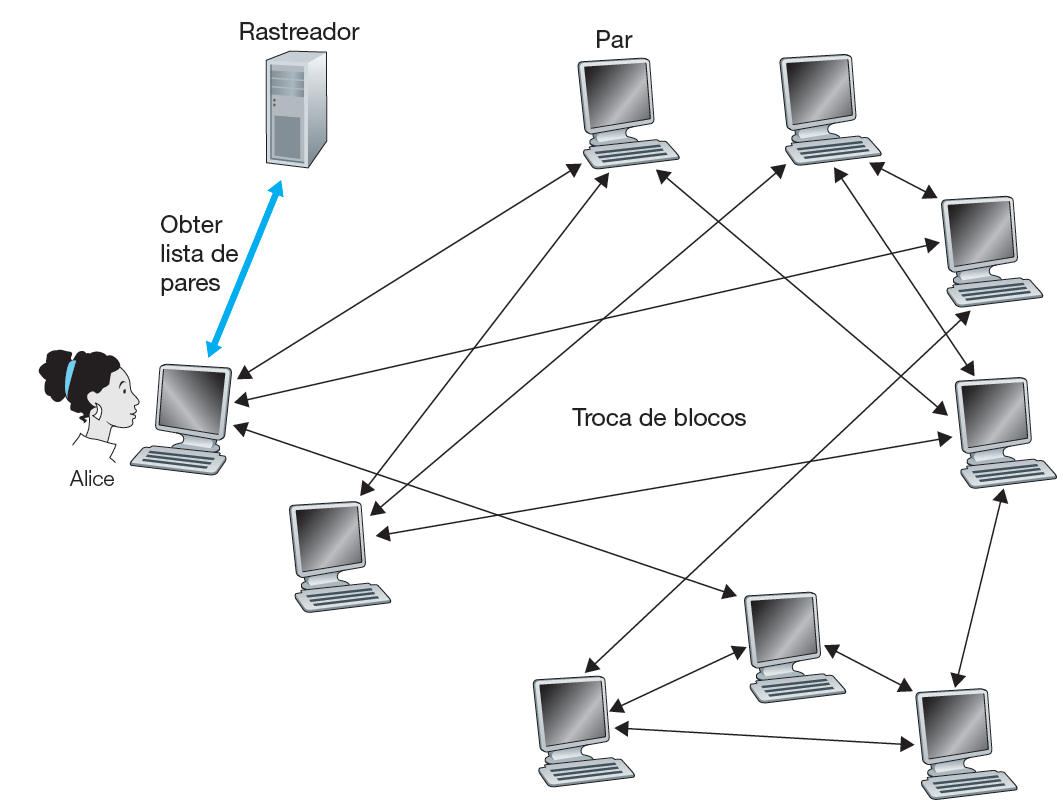 Rastreador
Par
Obter
lista de
pares
Troca de blocos
Alice